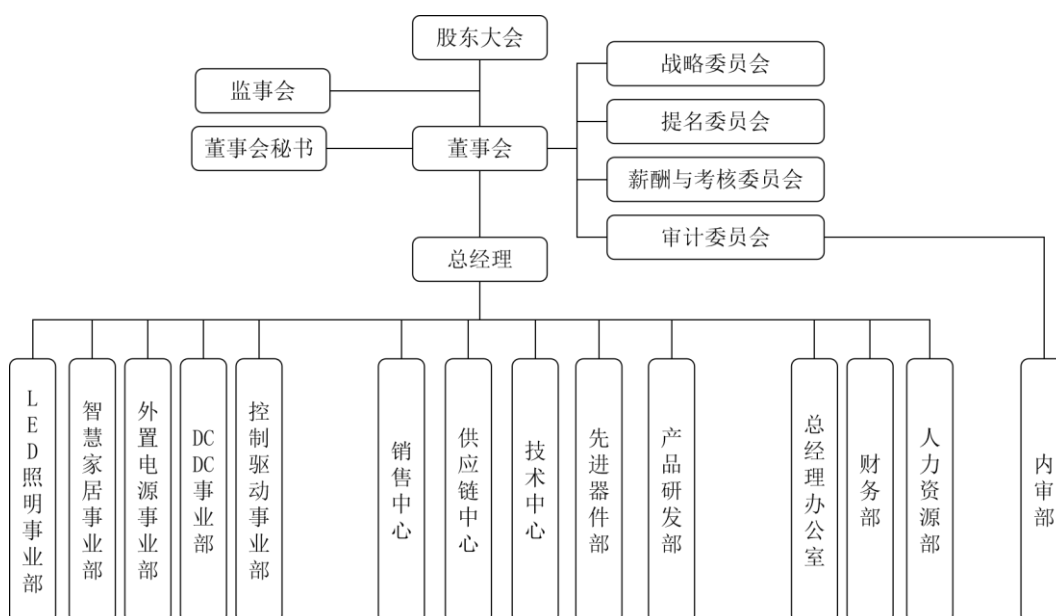 股东大会
监事会
董事会秘书
董事会
战略委员会
提名委员会
薪酬与考核委员会
审计委员会
总经理
LED照明事业部
智慧家居事业部
外置电源事业部
DCDC事业部
控制驱动事业部
销售中心
供应链中心
技术中心
先进器件部
产品研发部
总经理办公室
财务部
人力资源部
内审部